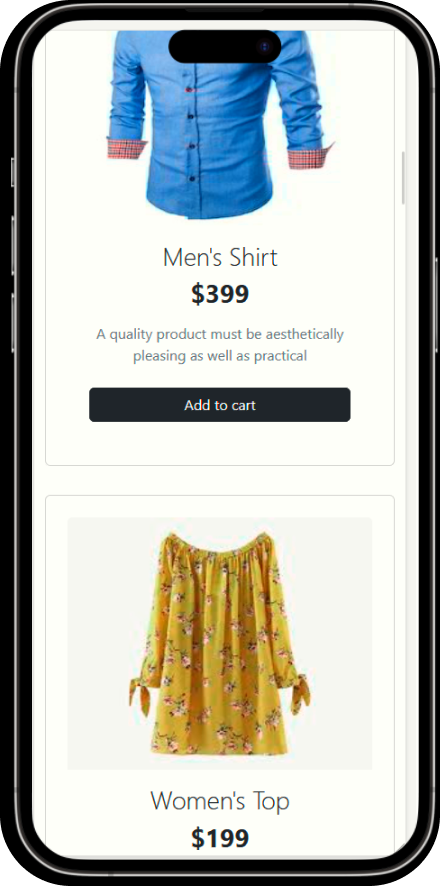 Men's Shirt
$399
A quality product must be aesthetically
pleasing as well as practical
Add to cart
Women's Top
$199